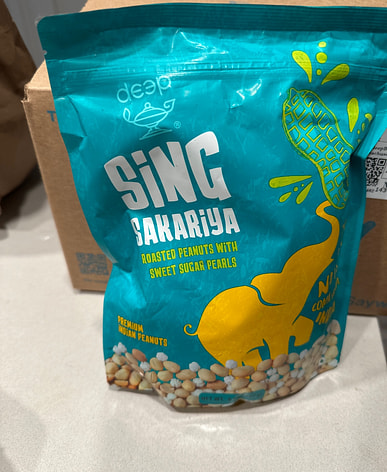 deep
®
SiNG
SAKARiYA
ROASTED PEANUTS WITH
SWEET SUGAR PEARLS
PREMIUM
INDIAN PEANUTS